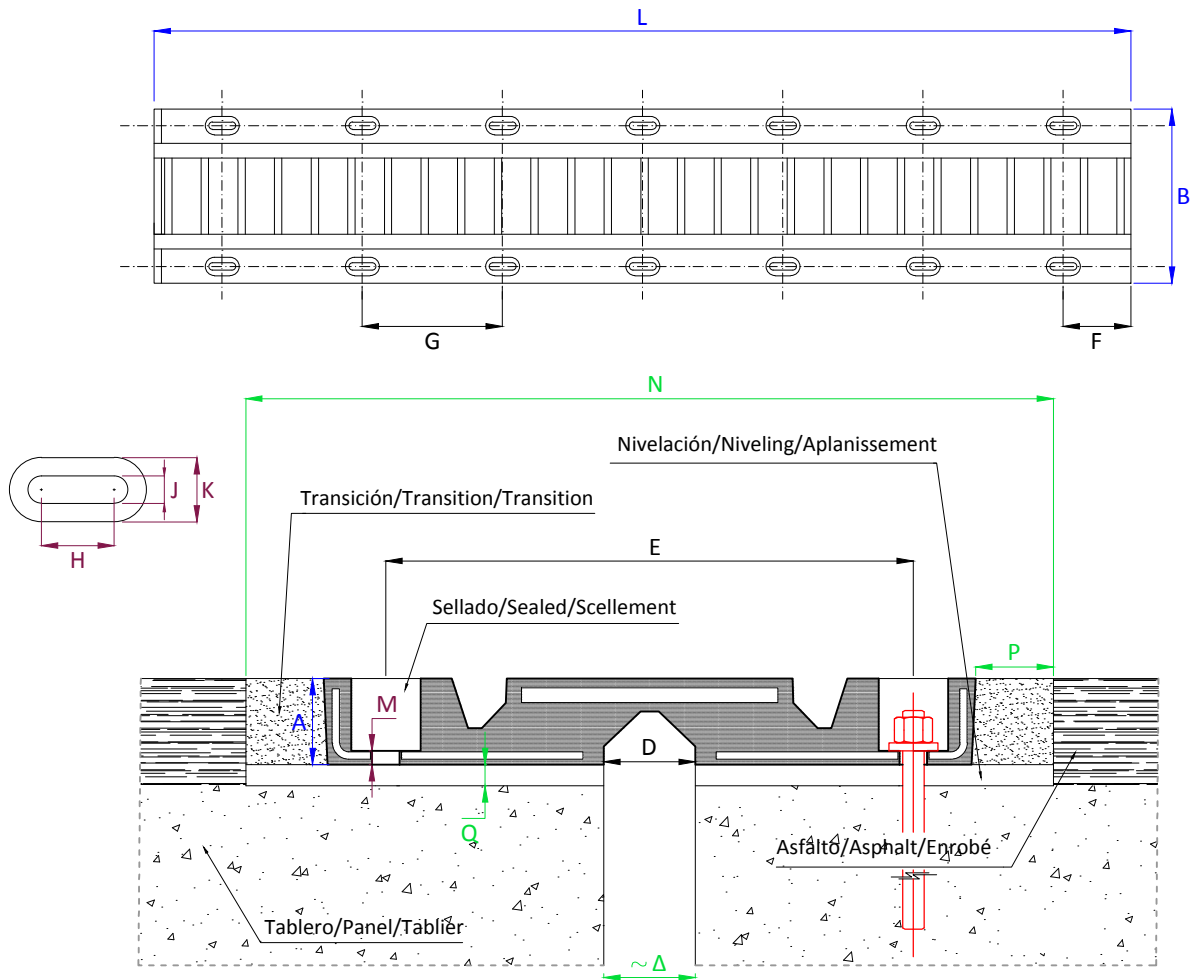 L
B
G
F
N
Nivelación/Niveling/Aplanissement
J
K
H
Transición/Transition/Transition
E
Sellado/Sealed/Scellement
P
M
A
D
Q
Asfalto/Asphalt/Enrobé
Tablero/Panel/Tablier
~ Δ